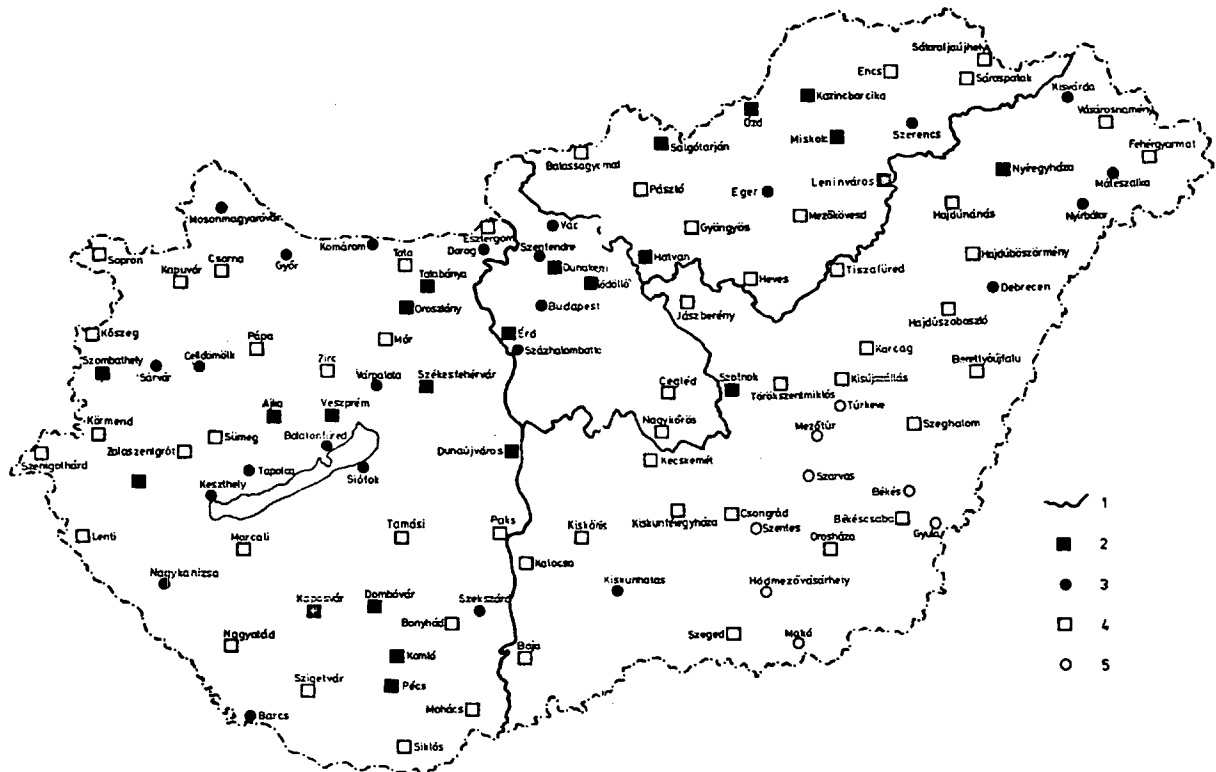 Sátoraljaújhely
Encs
Sárospatak
Kazincbarcika
Kisvárda
Ózd
Vásárosnamény
Szerencs
Miskolc
Salgótarján
Balassagyarmat
Fehérgyarmat
Nyíregyháza
Mátészalka
Leninváros
Pásztó
Eger
Mosonmagyaróvár
Mezőkövesd
Hajdúnánás
Nyírbátor
Vác
Gyöngyös
Esztergom
Komárom
Dorog
Szentendre
Sopron
Csorna
Győr
Tata
Hatvan
Hajdúböszörmény
Kapuvár
Dunakeszi
Tiszafüred
Tatabánya
Gödöllő
Heves
Debrecen
Oroszlány
Budapest
Jászberény
Hajdúszoboszló
Kőszeg
Érd
Pápa
Mór
Százhalombatta
Karcag
Szombathely
Celldömölk
Zirc
Berettyóújfalu
Sárvár
Várpalota
Székesfehérvár
Cegléd
Szolnok
Kisújszállás
Törökszentmiklós
Ajka
Veszprém
Túrkeve
Körmend
Nagykőrös
Mezőtúr
Szeghalom
Sümeg
Balatonfüred
Zalaszentgrót
Dunaújváros
Szentgotthárd
Kecskemét
Tapolca
Siófok
Keszthely
Szarvas
Békés
1
Kiskunfélegyháza
Csongrád
Békéscsaba
Szentes
Gyula
Lenti
Tamási
Paks
Kiskőrös
2
Marcali
Orosháza
Kalocsa
Nagykanizsa
Kiskunhalas
Hódmezővásárhely
3
Kaposvár
Dombóvár
Szekszárd
Bonyhád
4
Nagyatád
Szeged
Makó
Komló
Baja
5
Szigetvár
Pécs
Mohács
Barcs
Siklós